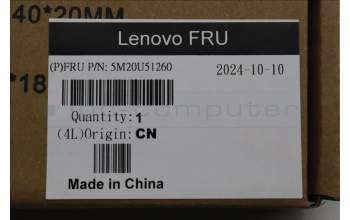 40*20MM
*18
Lenovo FRU
(P)FRU P/N: 5M20U51260
2024-10-10
Quantity:1
(4L)Origin:CN
Made in China